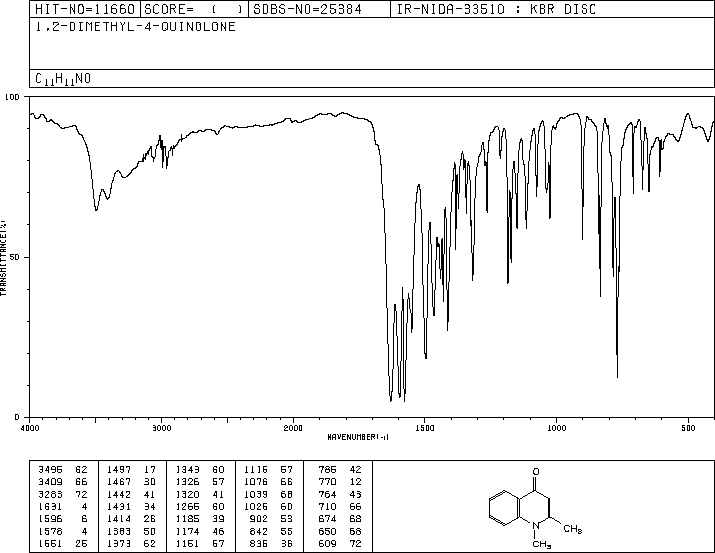 HIT-NO=11660 SCORE= ( ) SDBS-NO=25384 IR-NIDA-33510 : KBR DISC
1,2-DIMETHYL-4-QUINOLONE
C11H11NO
100
50
0
TRANSMITTANCE(%)
4000 3000 2000 1500 1000 500
WAVENUMBER(-1)
3495 62 1497 17 1343 60 1116 57 786 42
3409 66 1467 30 1326 57 1076 66 770 12
3283 72 1442 41 1320 41 1039 68 764 43
1631 4 1431 34 1266 60 1026 60 710 66
1596 6 1414 26 1185 39 902 53 674 68
1578 4 1383 50 1174 46 842 55 650 68
1551 25 1373 62 1151 57 836 36 609 72
O
N
CH3
CH3